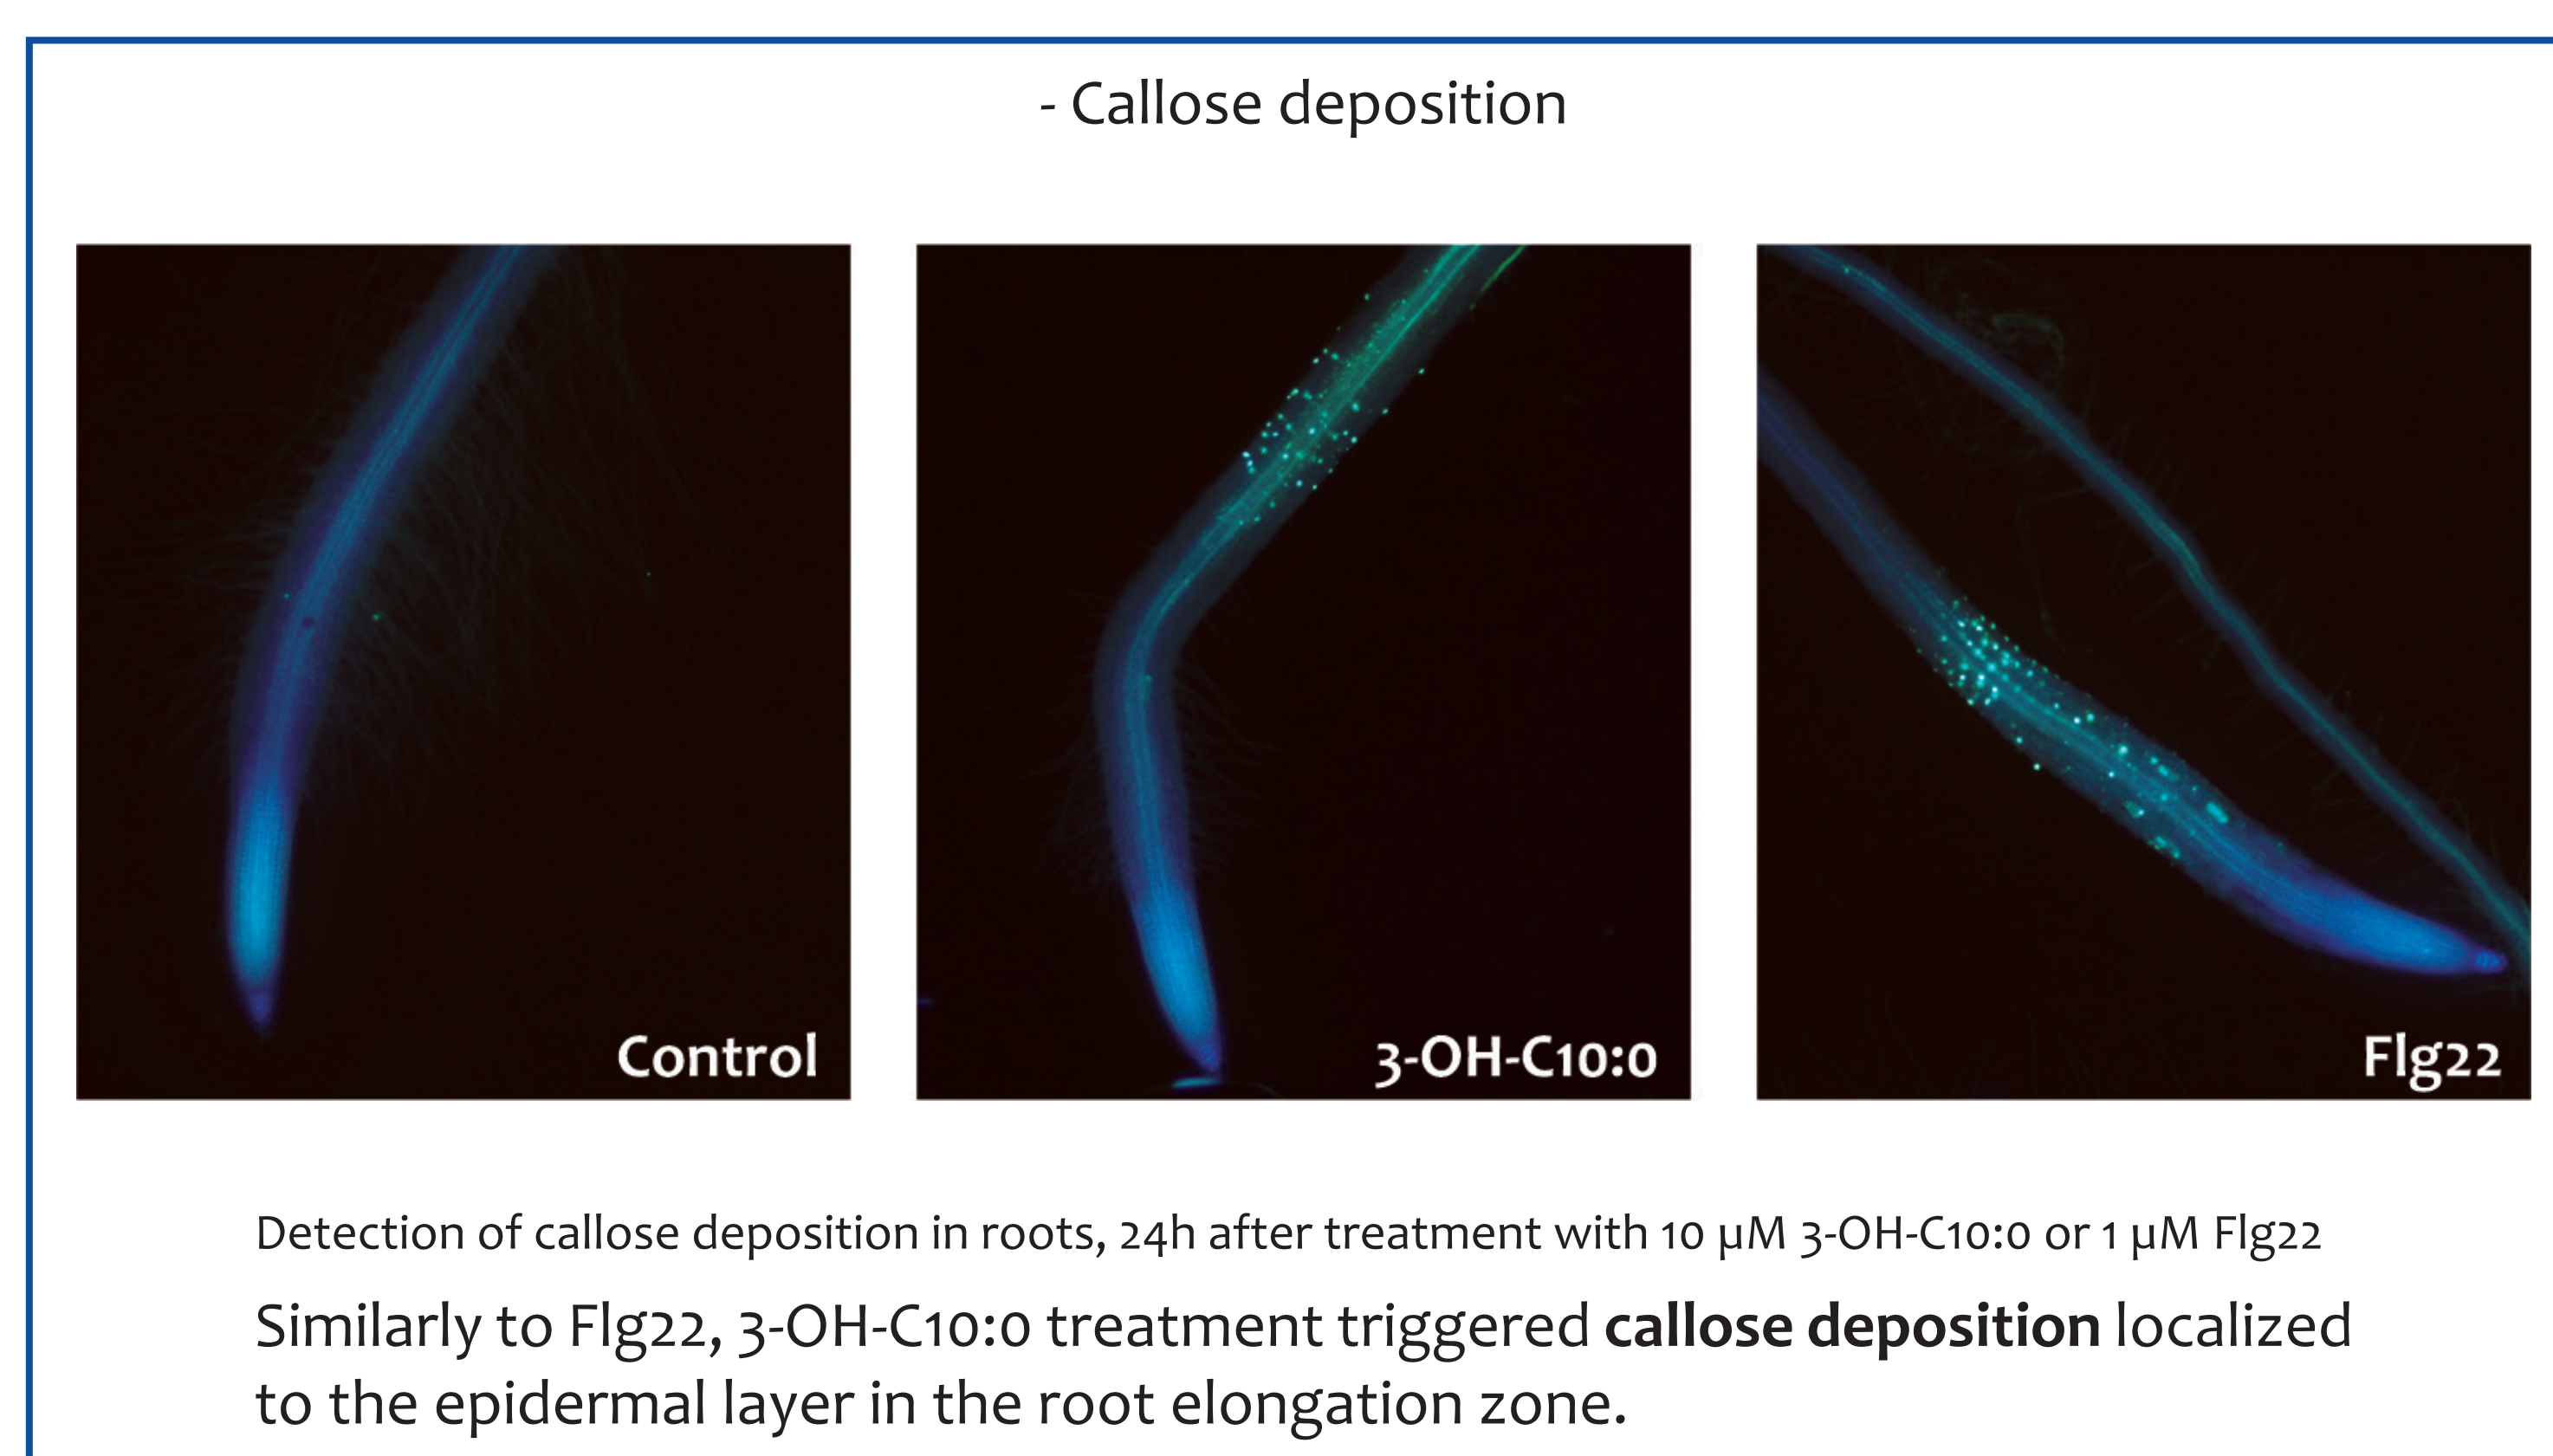 - Callose deposition
Control
3-OH-C10:0
Flg22
Detection of callose deposition in roots, 24h after treatment with 10 µM 3-OH-C10:0 or 1 µM Flg22
Similarly to Flg22, 3-OH-C10:0 treatment triggered callose deposition localized
to the epidermal layer in the root elongation zone.